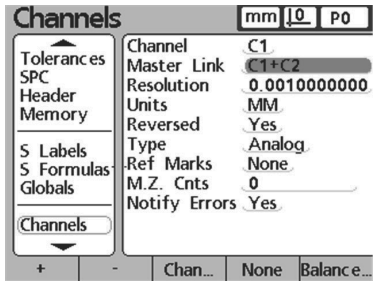 Channels
mm
P0
Tolerances
SPC
Header
Memory
S Labels
S Formulas
Globals
Channels
Channel C1
Master Link C1+C2
Resolution 0.0010000000
Units MM
Reversed Yes
Type Analog
Ref Marks None
M.Z. Cnts 0
Notify Errors Yes
+ - Chan... None Balance...